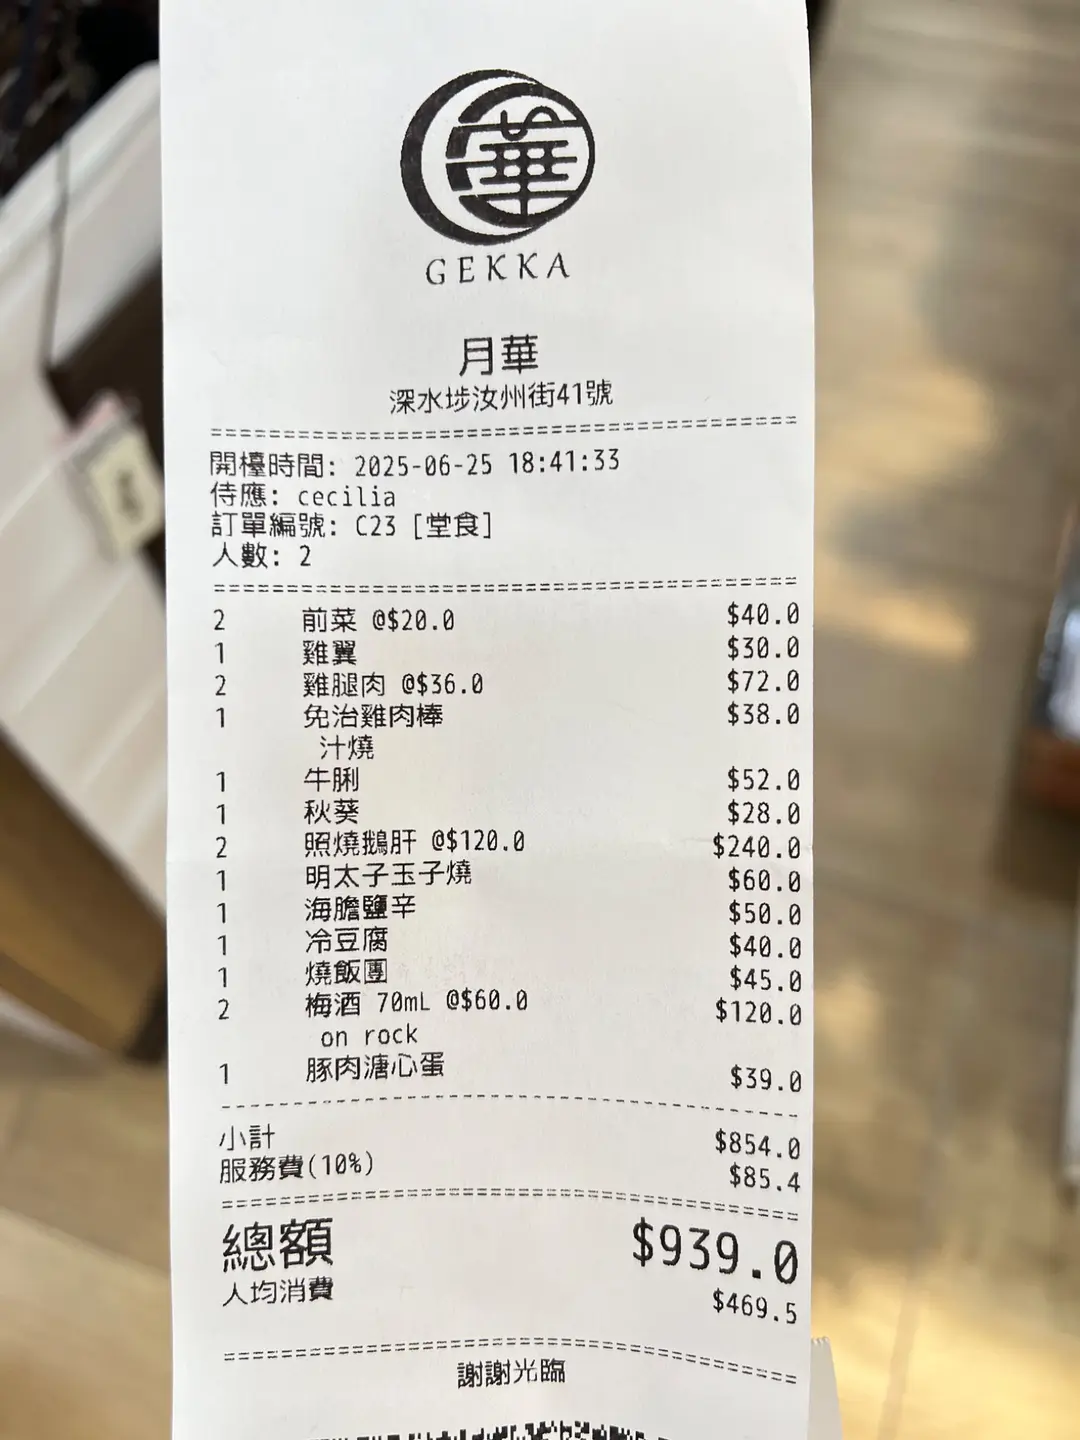 華
GEKKA
月華
深水埗汝州街41號
開檯時間: 2025-06-25 18:41:33
侍應: cecilia
訂單編號: C23 [堂食]
人數: 2
2 前菜 @$20.0 $40.0
1 雞翼 $30.0
2 雞腿肉 @$36.0 $72.0
1 免治雞肉棒 $38.0
汁燒
1 牛脷 $52.0
1 秋葵 $28.0
2 照燒鵝肝 @$120.0 $240.0
1 明太子玉子燒 $60.0
1 海膽鹽辛 $50.0
1 冷豆腐 $40.0
1 燒飯團 $45.0
2 梅酒 70mL @$60.0 $120.0
on rock
1 豚肉溏心蛋 $39.0
小計 $854.0
服務費(10%) $85.4
總額 $939.0
人均消費 $469.5
謝謝光臨